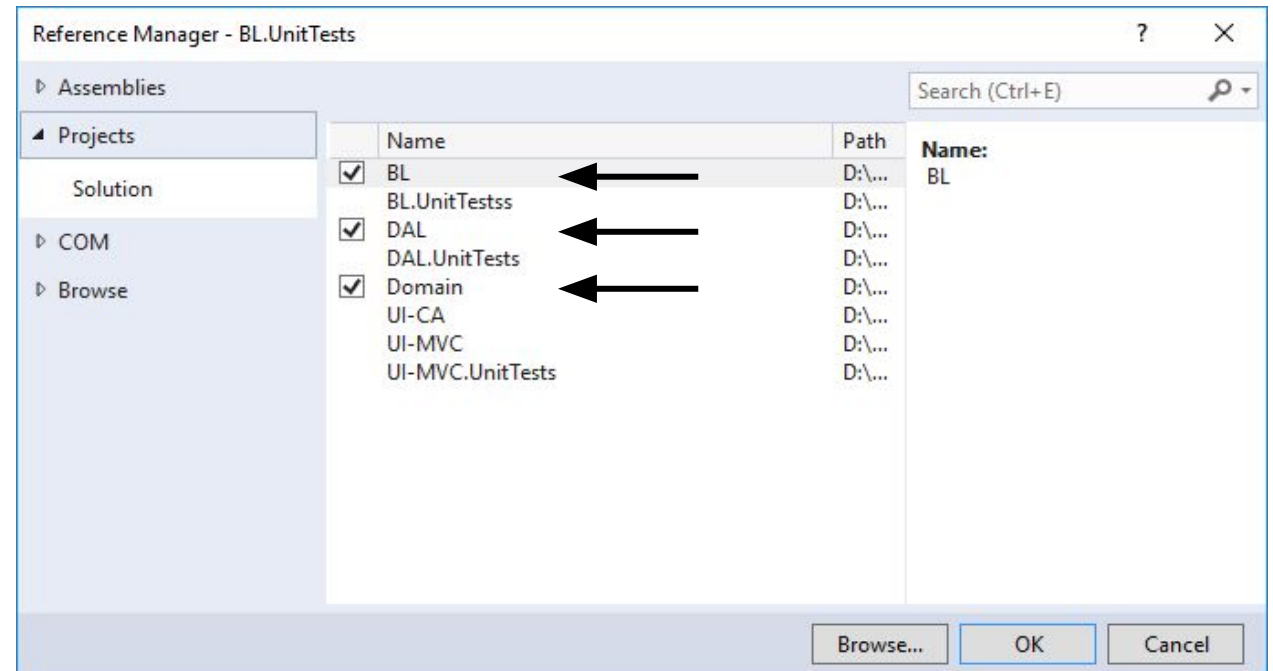 Reference Manager - BL.UnitTests ? ×
Assemblies
Search (Ctrl+E)
Projects
Solution
COM
Browse
Name Path
BL D:\...
BL.UnitTestss D:\...
DAL D:\...
DAL.UnitTests D:\...
Domain D:\...
UI-CA D:\...
UI-MVC D:\...
UI-MVC.UnitTests D:\...
Name:
BL
Browse... OK Cancel